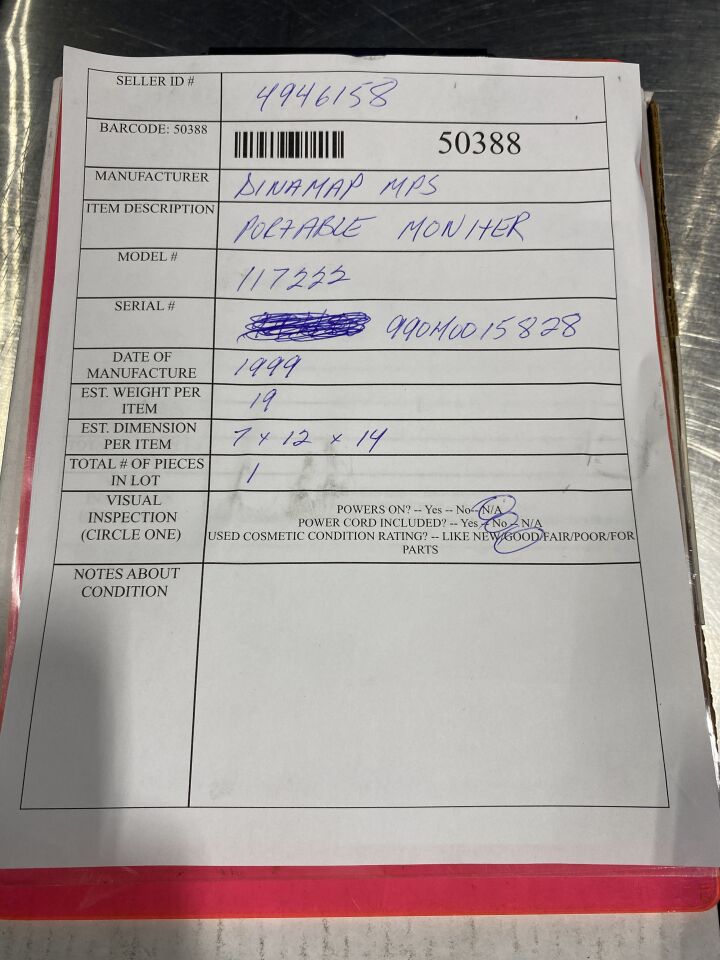 SELLER ID # 4946158
BARCODE: 50388 50388
MANUFACTURER DINAMAP MPS
ITEM DESCRIPTION PORTABLE MONITER
MODEL # 117222
SERIAL # 990M0015828
DATE OF
MANUFACTURE 1999
EST. WEIGHT PER
ITEM 19
EST. DIMENSION
PER ITEM 7 x 12 x 14
TOTAL # OF PIECES
IN LOT 1
VISUAL
INSPECTION
(CIRCLE ONE)
POWERS ON? -- Yes -- No-- N/A
POWER CORD INCLUDED? -- Yes -- No -- N/A
USED COSMETIC CONDITION RATING? -- LIKE NEW/GOOD/FAIR/POOR/FOR
PARTS
NOTES ABOUT
CONDITION